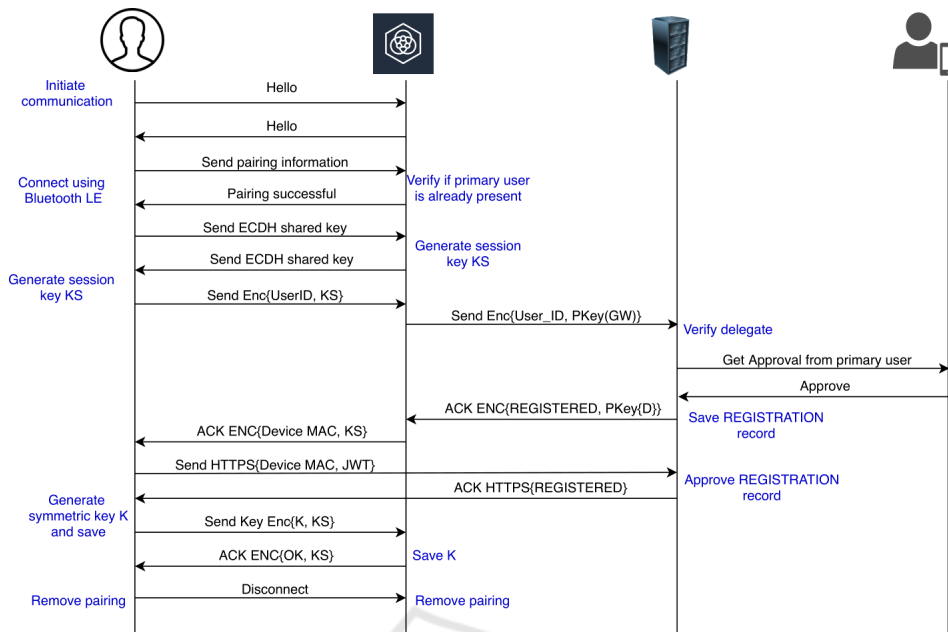 Initiate
communication
Hello
Hello
Send pairing information
Connect using
Bluetooth LE
Verify if primary user
is already present
Pairing successful
Send ECDH shared key
Generate session
key KS
Send ECDH shared key
Generate session
key KS
Send Enc{UserID, KS}
Send Enc{User_ID, PKey(GW)}
Verify delegate
Get Approval from primary user
Approve
ACK ENC{REGISTERED, PKey{D}}
Save REGISTRATION
record
ACK ENC{Device MAC, KS}
Send HTTPS{Device MAC, JWT}
Approve REGISTRATION
record
ACK HTTPS{REGISTERED}
Generate
symmetric key K
and save
Send Key Enc{K, KS}
ACK ENC{OK, KS}
Save K
Disconnect
Remove pairing
Remove pairing